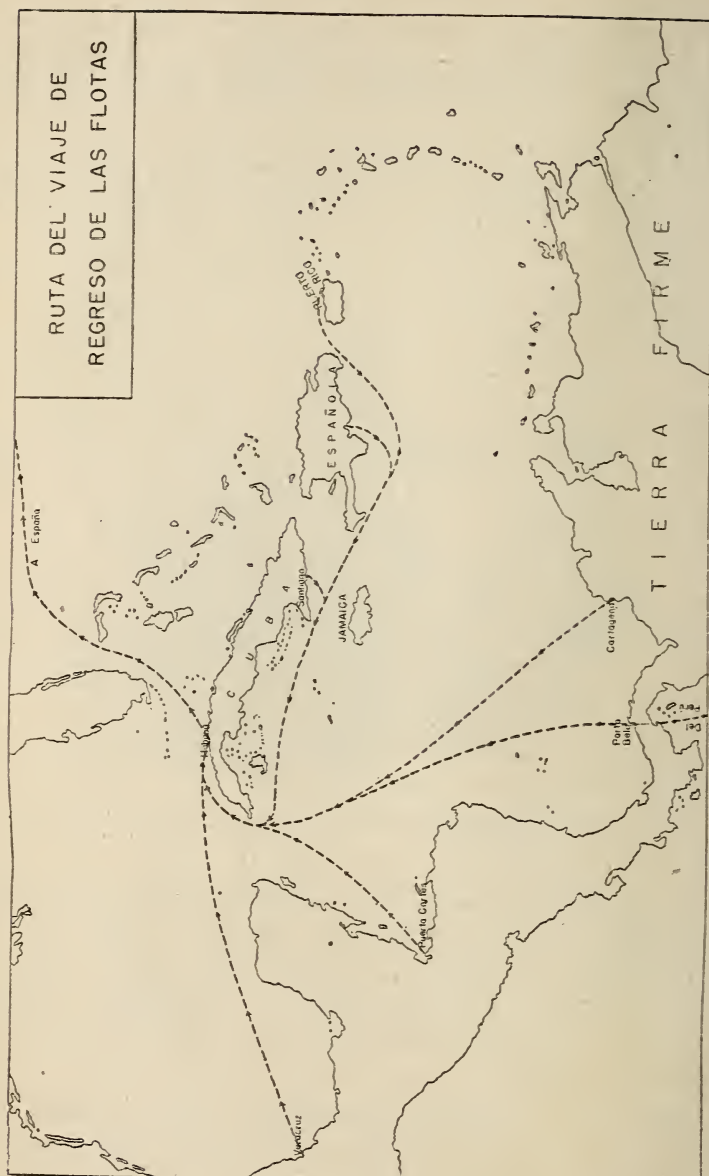 RUTA DEL VIAJE DE
REGRESO DE LAS FLOTAS
A España
PUERTO
RICO
ESPAÑOLA
CUBA
Santiago
JAMAICA
Habana
Cartagena
Porto
Belo
Puerto Cortes
Veracruz
TIERRA FIRME